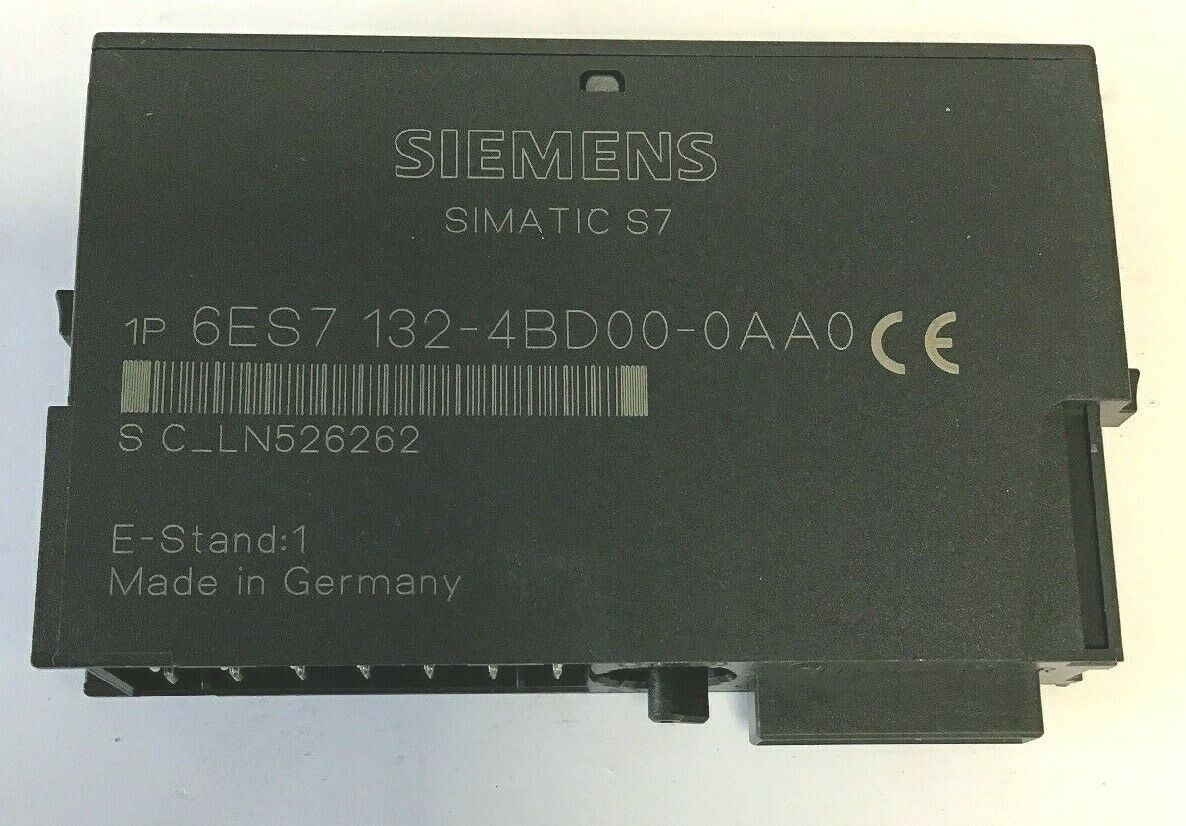 SIEMENS
SIMATIC S7
1P 6ES7 132-4BD00-0AA0 CE
S C_LN526262
E-Stand:1
Made in Germany